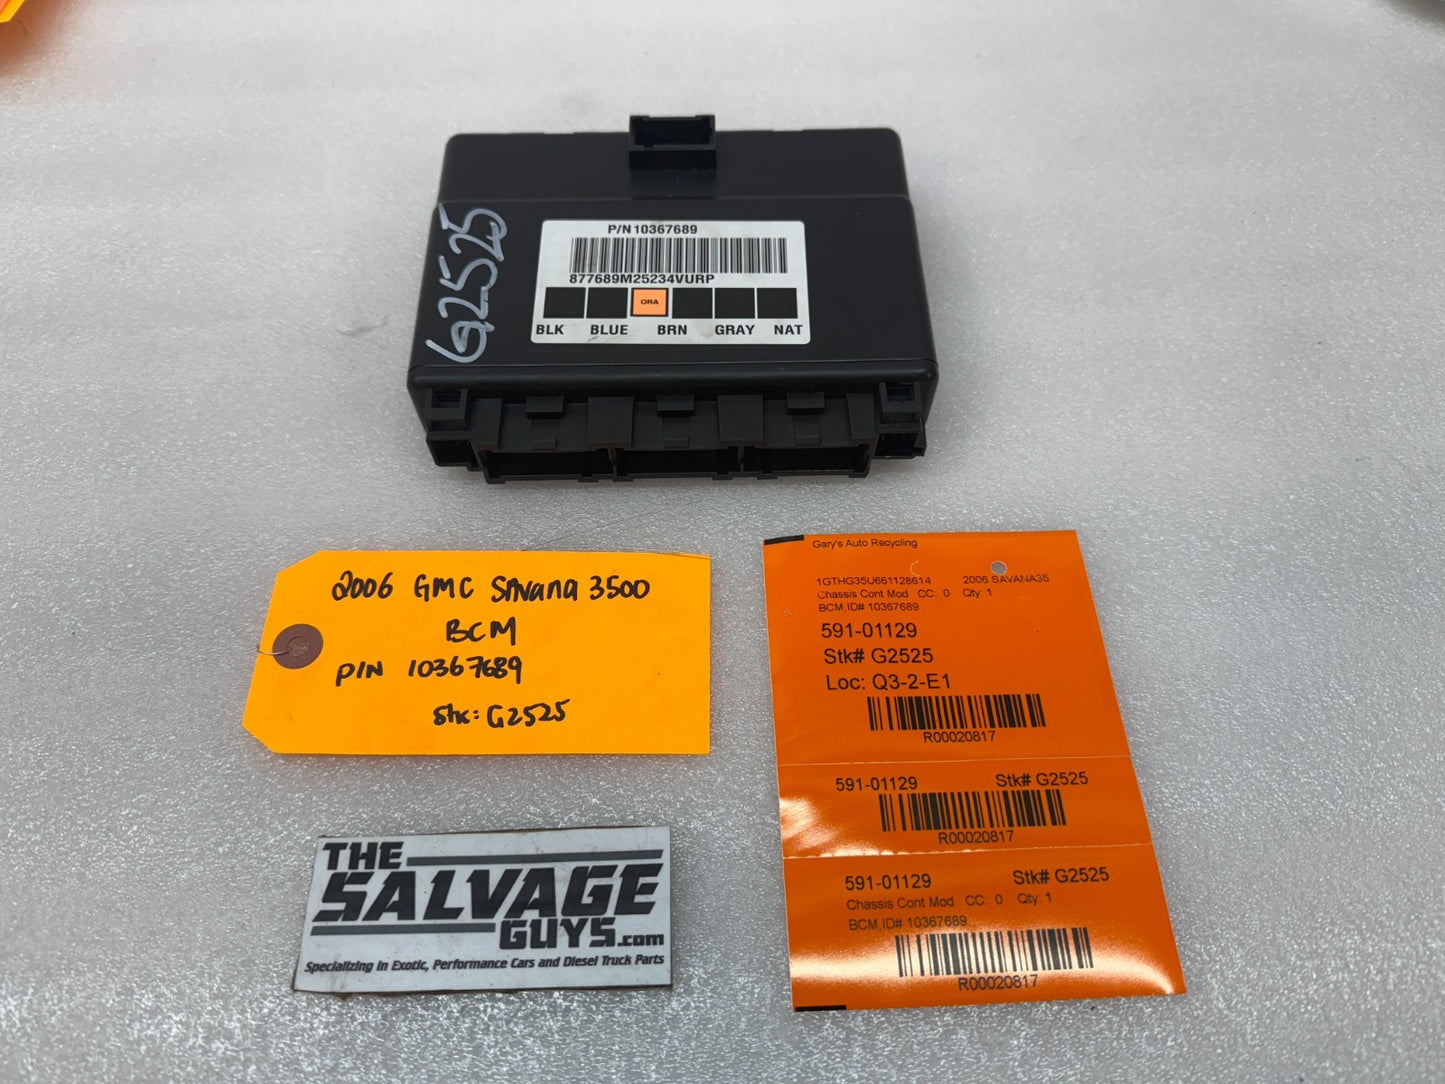 P/N10367689
877689M25234VURP
ORA
BLK BLUE BRN GRAY NAT
G2525
2006 GMC SAvana 3500
BCM
P/N 10367689
Stk: G2525
THE
SALVAGE
GUYS.com
Specializing in Exotic, Performance Cars and Diesel Truck Parts
Gary's Auto Recycling
1GTHG35U661128614 2006 SAVANA35
Chassis Cont Mod CC: 0 Qty: 1
BCM,ID# 10367689
591-01129
Stk# G2525
Loc: Q3-2-E1
R00020817
591-01129 Stk# G2525
R00020817
591-01129 Stk# G2525
Chassis Cont Mod CC: 0 Qty: 1
BCM,ID# 10367689
R00020817